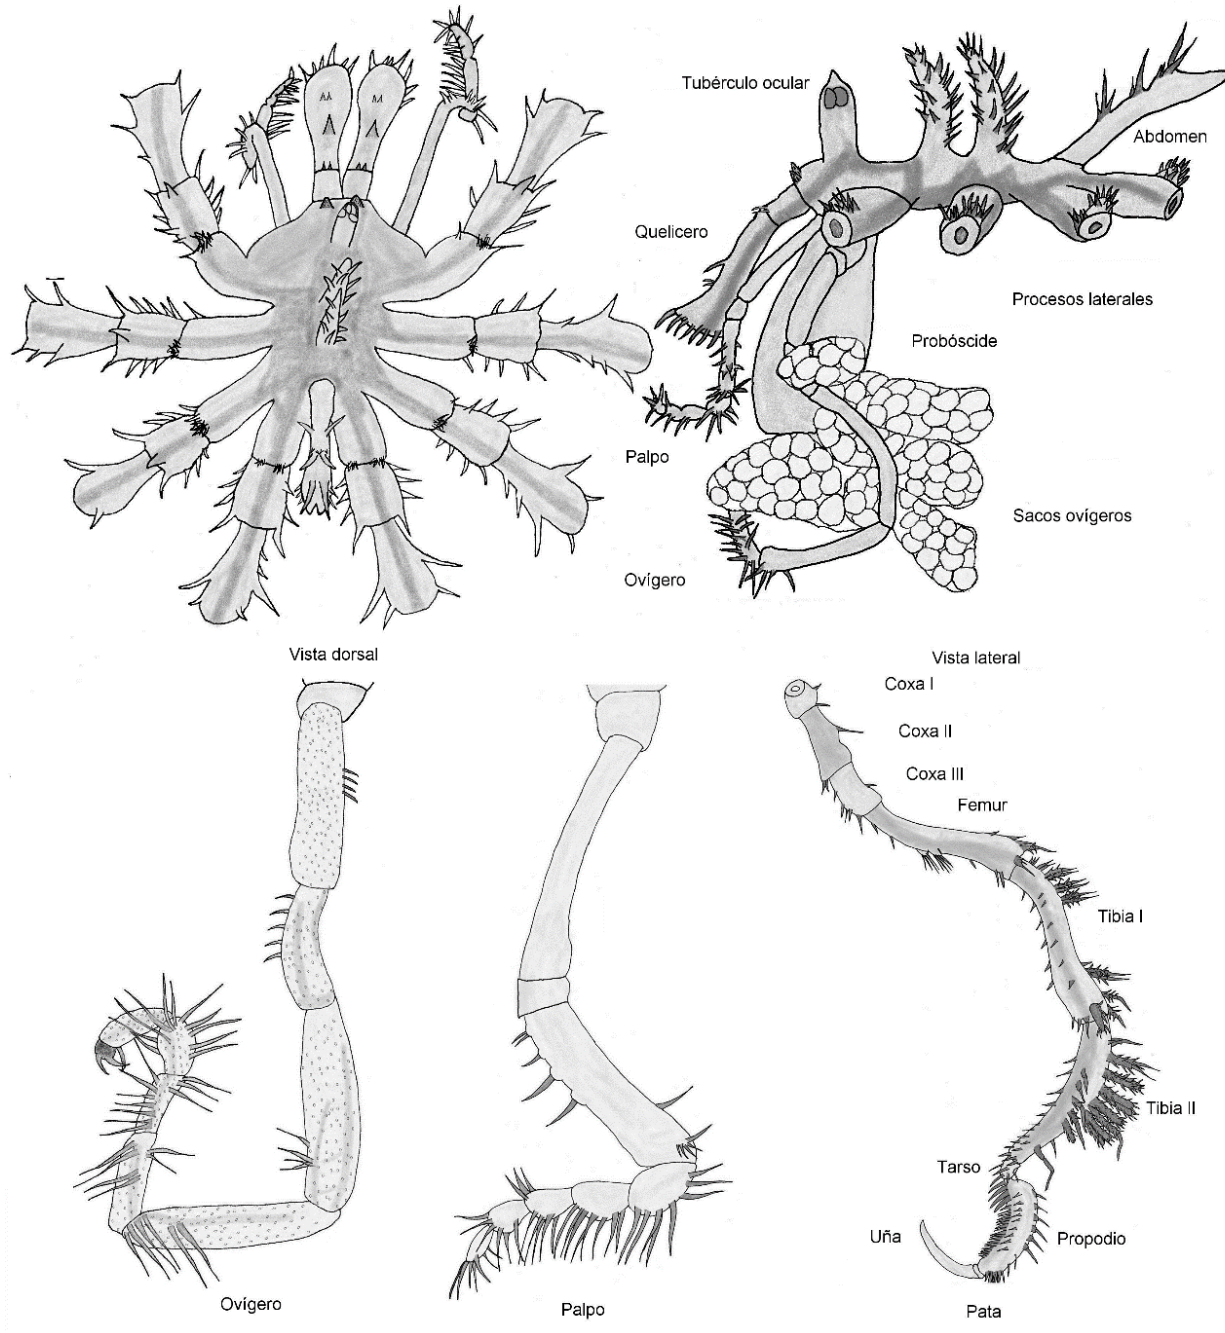 Tubérculo ocular
Abdomen
Quelicero
Procesos laterales
Probóscide
Palpo
Sacos ovígeros
Ovígero
Vista dorsal
Vista lateral
Coxa I
Coxa II
Coxa III
Femur
Tibia I
Tibia II
Tarso
Uña
Propodio
Ovígero
Palpo
Pata